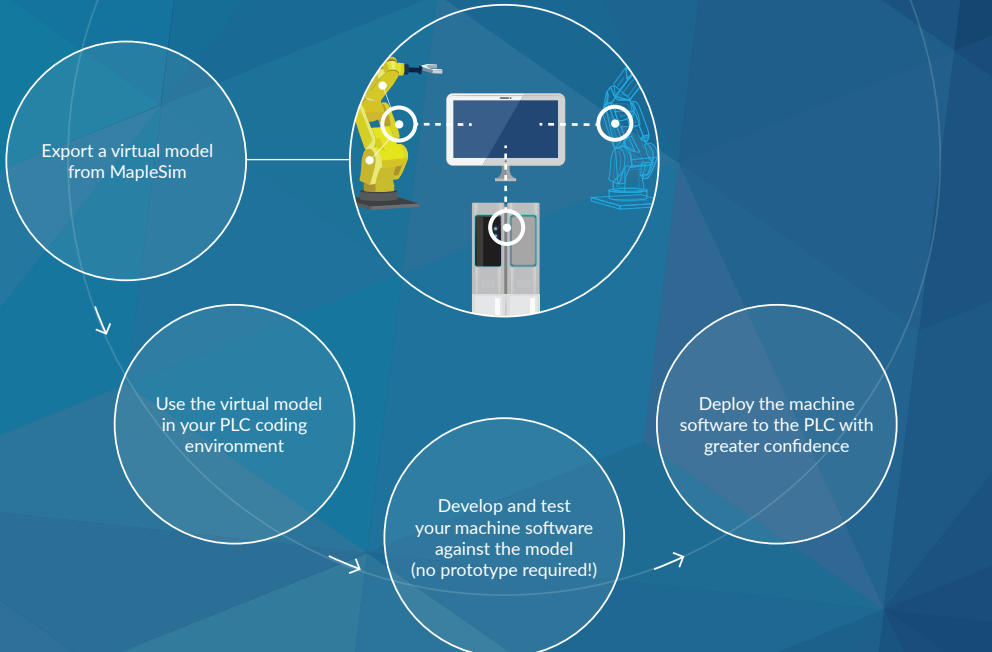 Export a virtual model
from MapleSim
Use the virtual model
in your PLC coding
environment
Develop and test
your machine software
against the model
(no prototype required!)
Deploy the machine
software to the PLC with
greater confidence